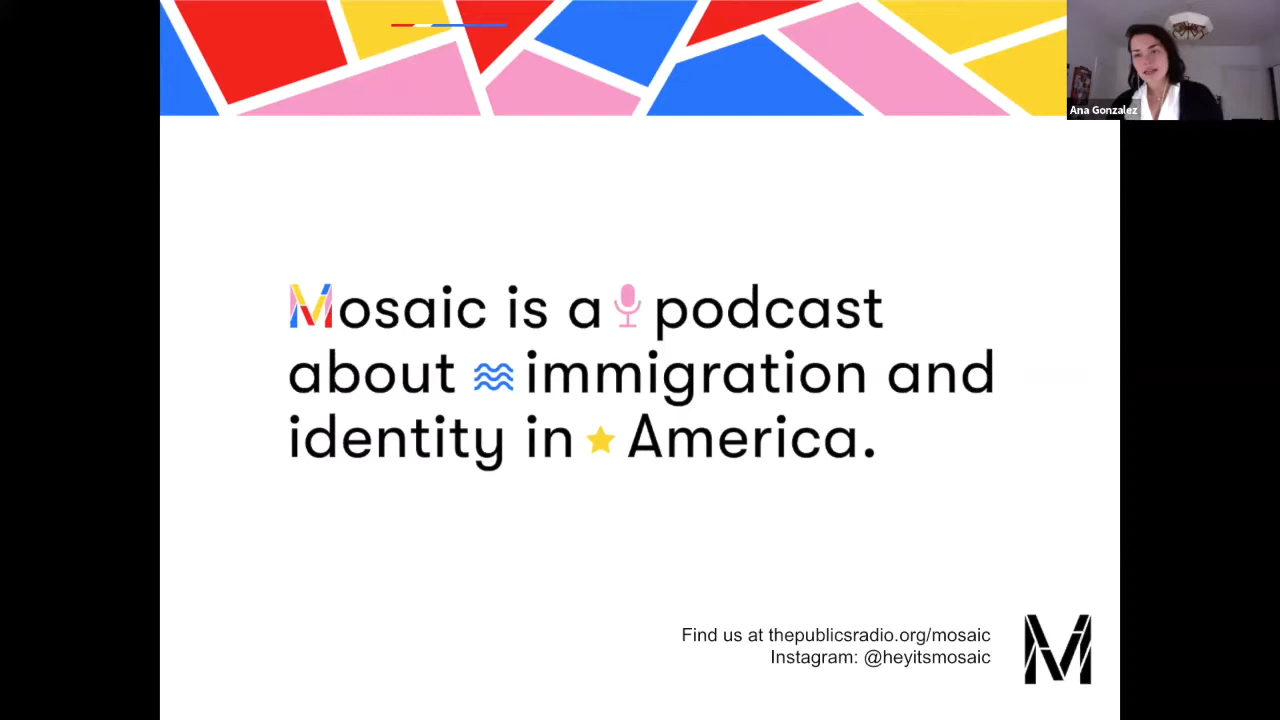 Ana Gonzalez
Mosaic is a podcast
about immigration and
identity in America.
Find us at thepublicsradio.org/mosaic
Instagram: @heyitsmosaic
M